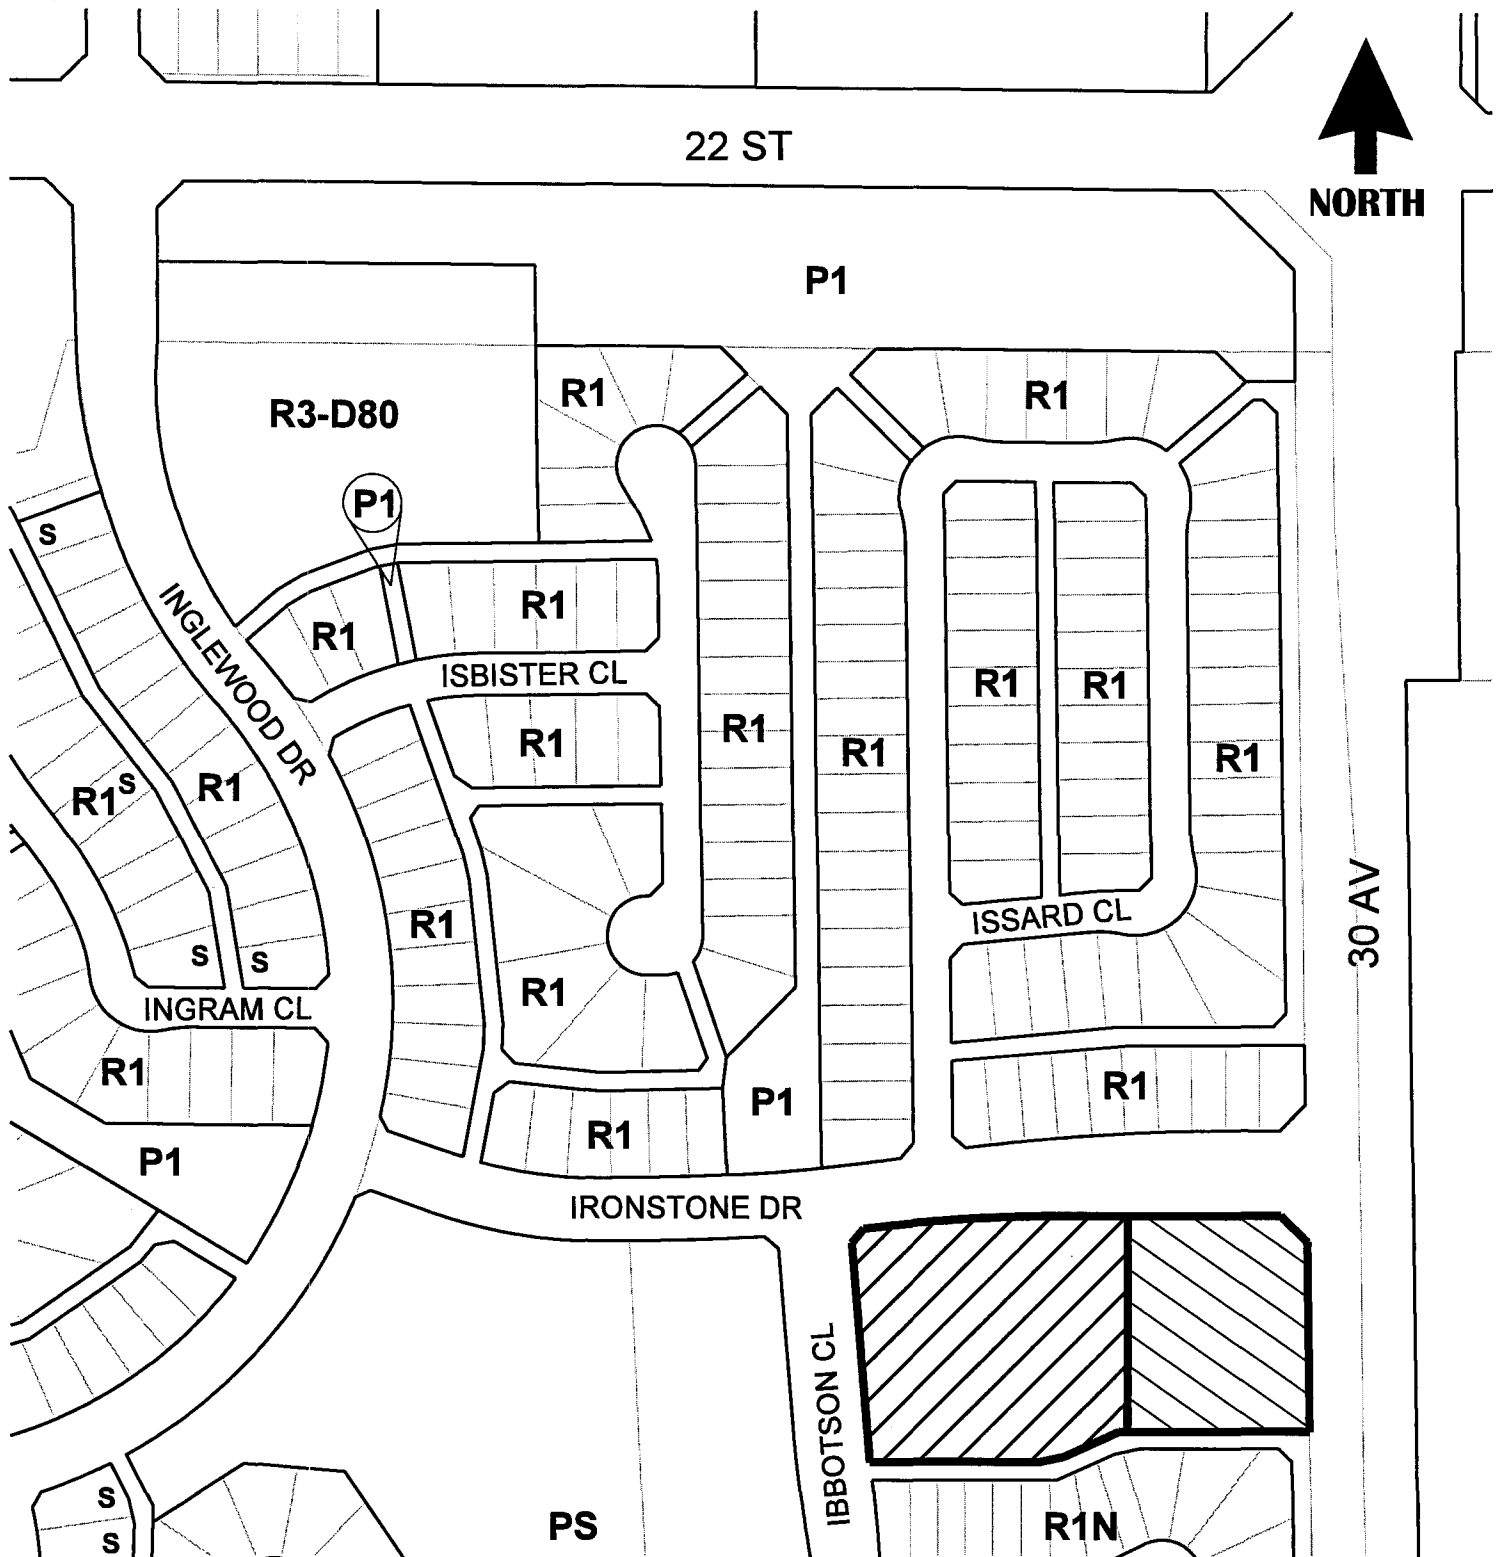 22 ST
NORTH
P1
R1
R1
R3-D80
P1
S
INGLEWOOD DR
R1
R1
ISBISTER CL
R1
R1
R1
R1
R1
R1
R1
R1
R1 S
30 AV
R1
ISSARD CL
S
S
R1
INGRAM CL
R1
R1
P1
R1
P1
IRONSTONE DR
IBBOTSON CL
S
S
PS
R1N